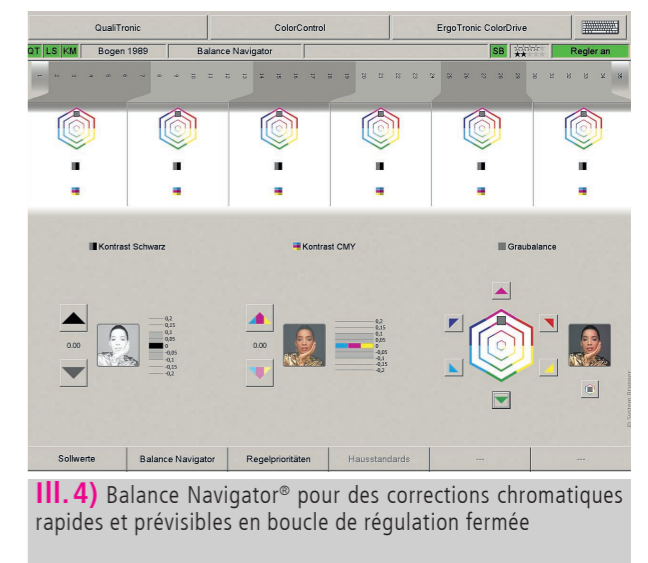 QualiTronic ColorControl ErgoTronic ColorDrive
QT LS KM Bogen 1989 Balance Navigator SB Regler an
Kontrast Schwarz Kontrast CMY Graubalance
0,2 0,2
0,15 0,15
0,1 0,1
0,05 0,05
0.00 0 0.00 0
-0,05 -0,05
-0,1 -0,1
-0,15 -0,15
-0,2 -0,2
Sollwerte Balance Navigator Regelprioritäten Hausstandards --- ---
Ill. 4) Balance Navigator® pour des corrections chromatiques
rapides et prévisibles en boucle de régulation fermée